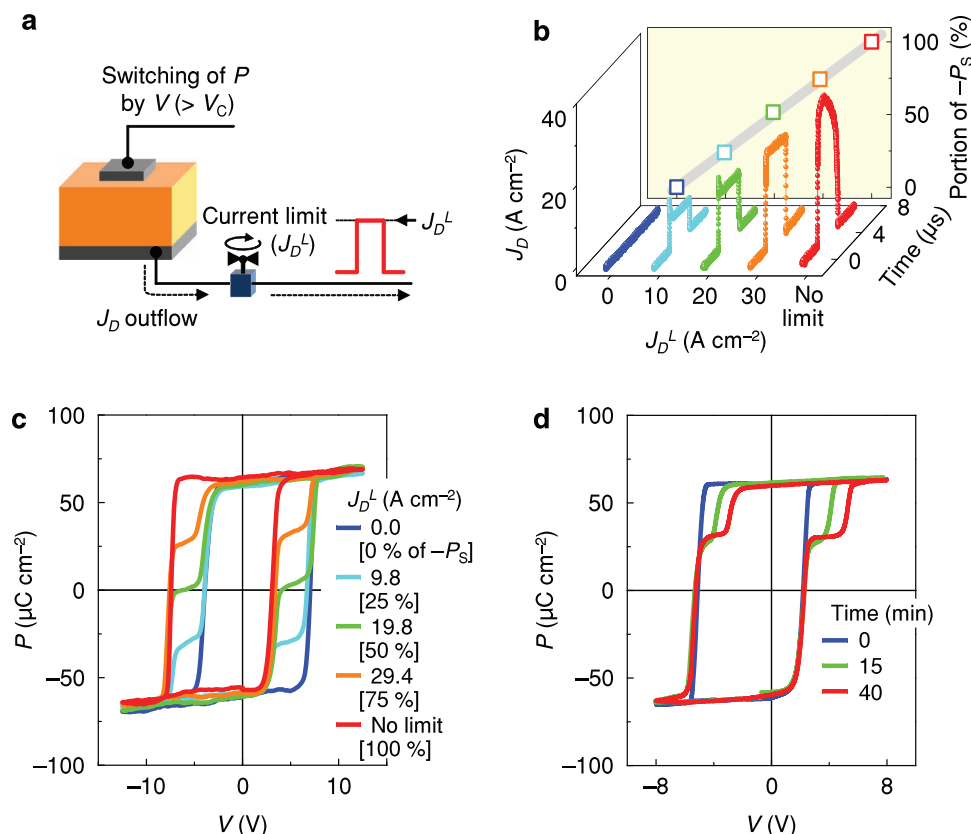 a
Switching of P
by V (> VC)
Current limit
(JDL)
JDL
JD outflow
b
JD (A cm–2)
40
20
0
0
10
20
30
No
limit
JDL (A cm–2)
0
4
8
Time (μs)
100
50
0
Portion of –PS (%)
c
100
50
0
–50
–100
P (μC cm–2)
–10
0
10
V (V)
JDL (A cm–2)
0.0
[0 % of –PS]
9.8
[25 %]
19.8
[50 %]
29.4
[75 %]
No limit
[100 %]
d
100
50
0
–50
–100
P (μC cm–2)
–8
0
8
V (V)
Time (min)
0
15
40